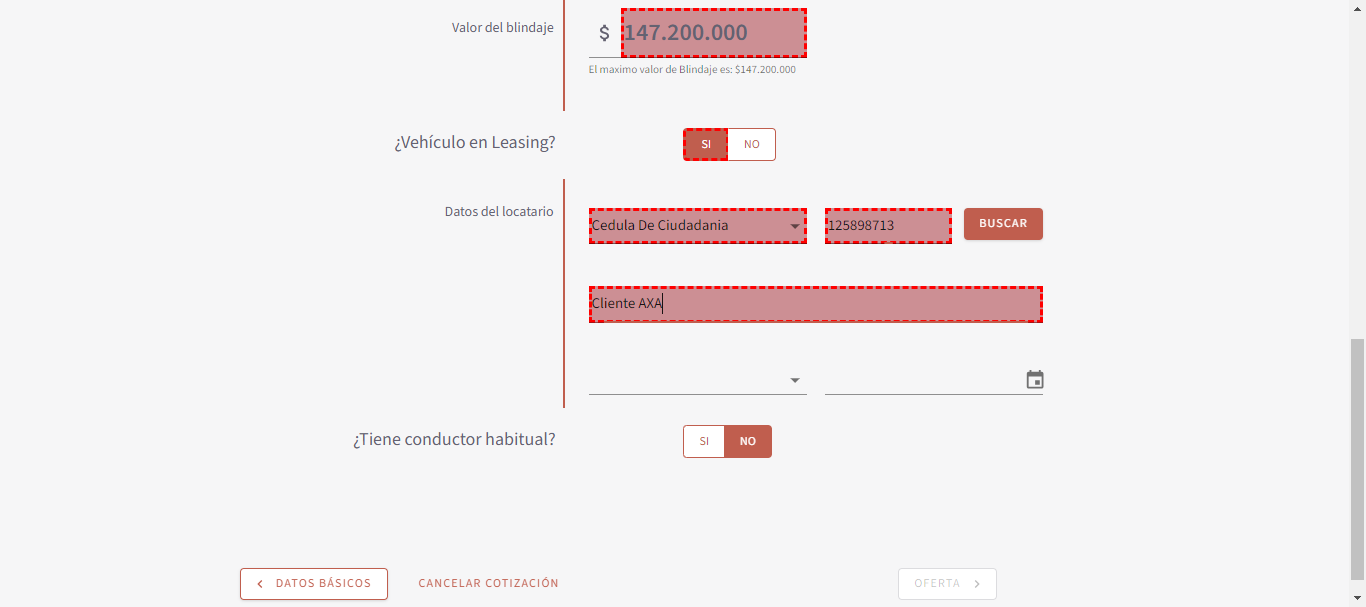 Valor del blindaje
$ 147.200.000
El maximo valor de Blindaje es: $147.200.000
¿Vehículo en Leasing?
SI NO
Datos del locatario
Cedula De Ciudadania 125898713 BUSCAR
Cliente AXA
¿Tiene conductor habitual?
SI NO
DATOS BÁSICOS CANCELAR COTIZACIÓN OFERTA